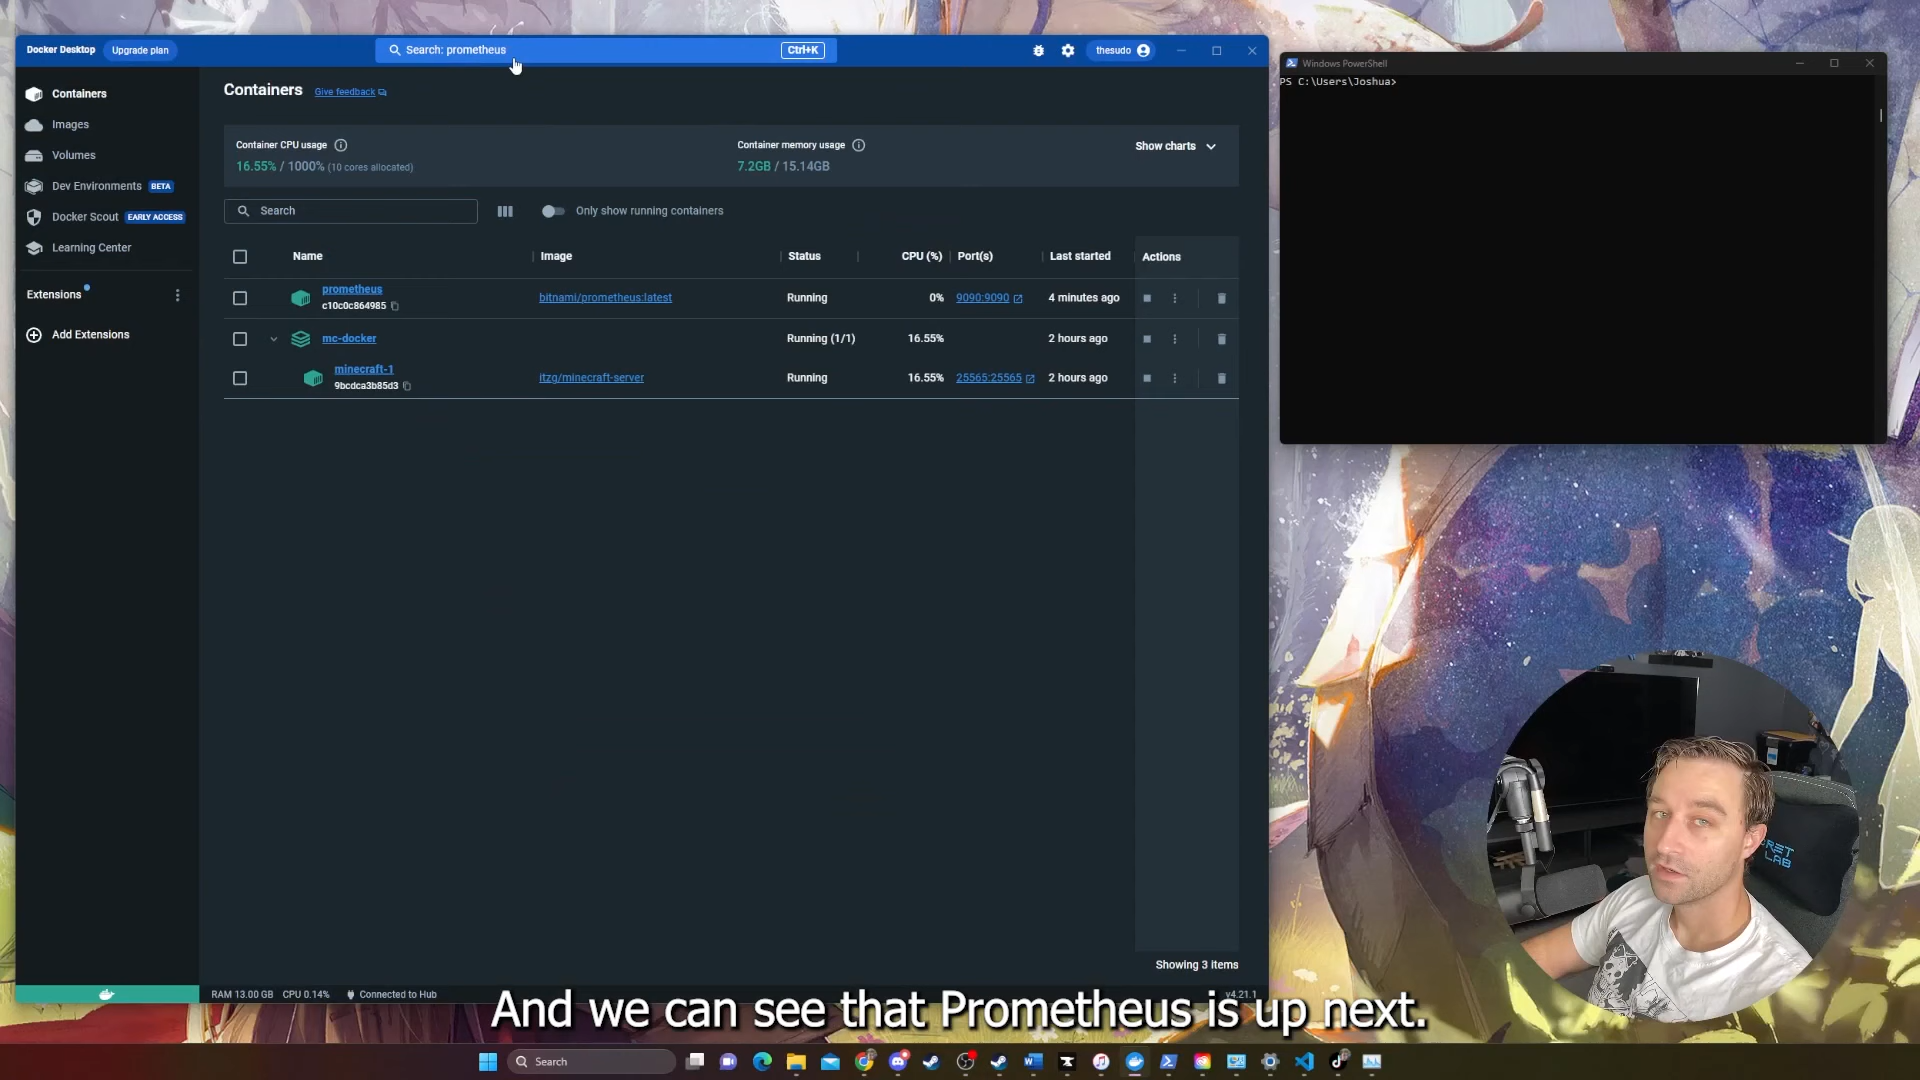 Docker Desktop Upgrade plan Search: prometheus Ctrl+K thesudo
Containers
Images
Volumes
Dev Environments BETA
Docker Scout EARLY ACCESS
Learning Center
Extensions
Add Extensions
Containers Give feedback
Container CPU usage
16.55% / 1000% (10 cores allocated)
Container memory usage
7.2GB / 15.14GB
Show charts
Search Only show running containers
Name Image Status CPU (%) Port(s) Last started Actions
prometheus bitnami/prometheus:latest Running 0% 9090:9090 4 minutes ago
c10c0c864985
mc-docker Running (1/1) 16.55% 2 hours ago
minecraft-1 itzg/minecraft-server Running 16.55% 25565:25565 2 hours ago
9bcdca3b85d3
Showing 3 items
RAM 13.00 GB CPU 0.14% Connected to Hub v4.21.1
Windows PowerShell
PS C:\Users\Joshua>
RET
LAB
And we can see that Prometheus is up next.
Search